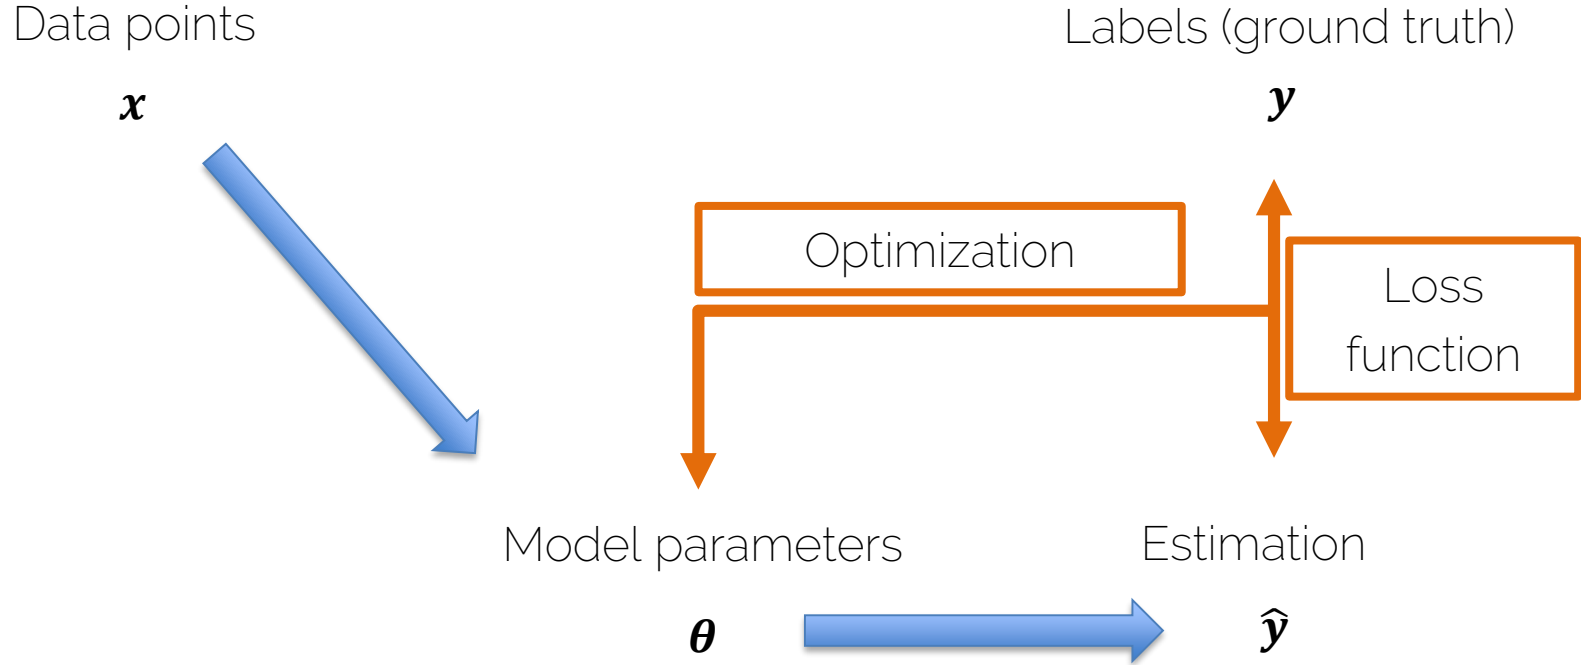 Data points
x
Labels (ground truth)
y
Optimization
Loss
function
Model parameters
θ
Estimation
ŷ